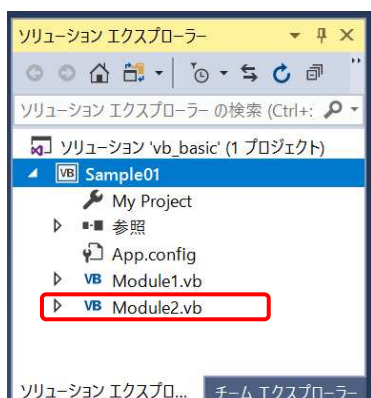 ソリューション エクスプローラー
ソリューション エクスプローラー の検索 (Ctrl+:
ソリューション 'vb_basic' (1 プロジェクト)
VB Sample01
My Project
参照
App.config
VB Module1.vb
VB Module2.vb
ソリューション エクスプロ... チーム エクスプローラー